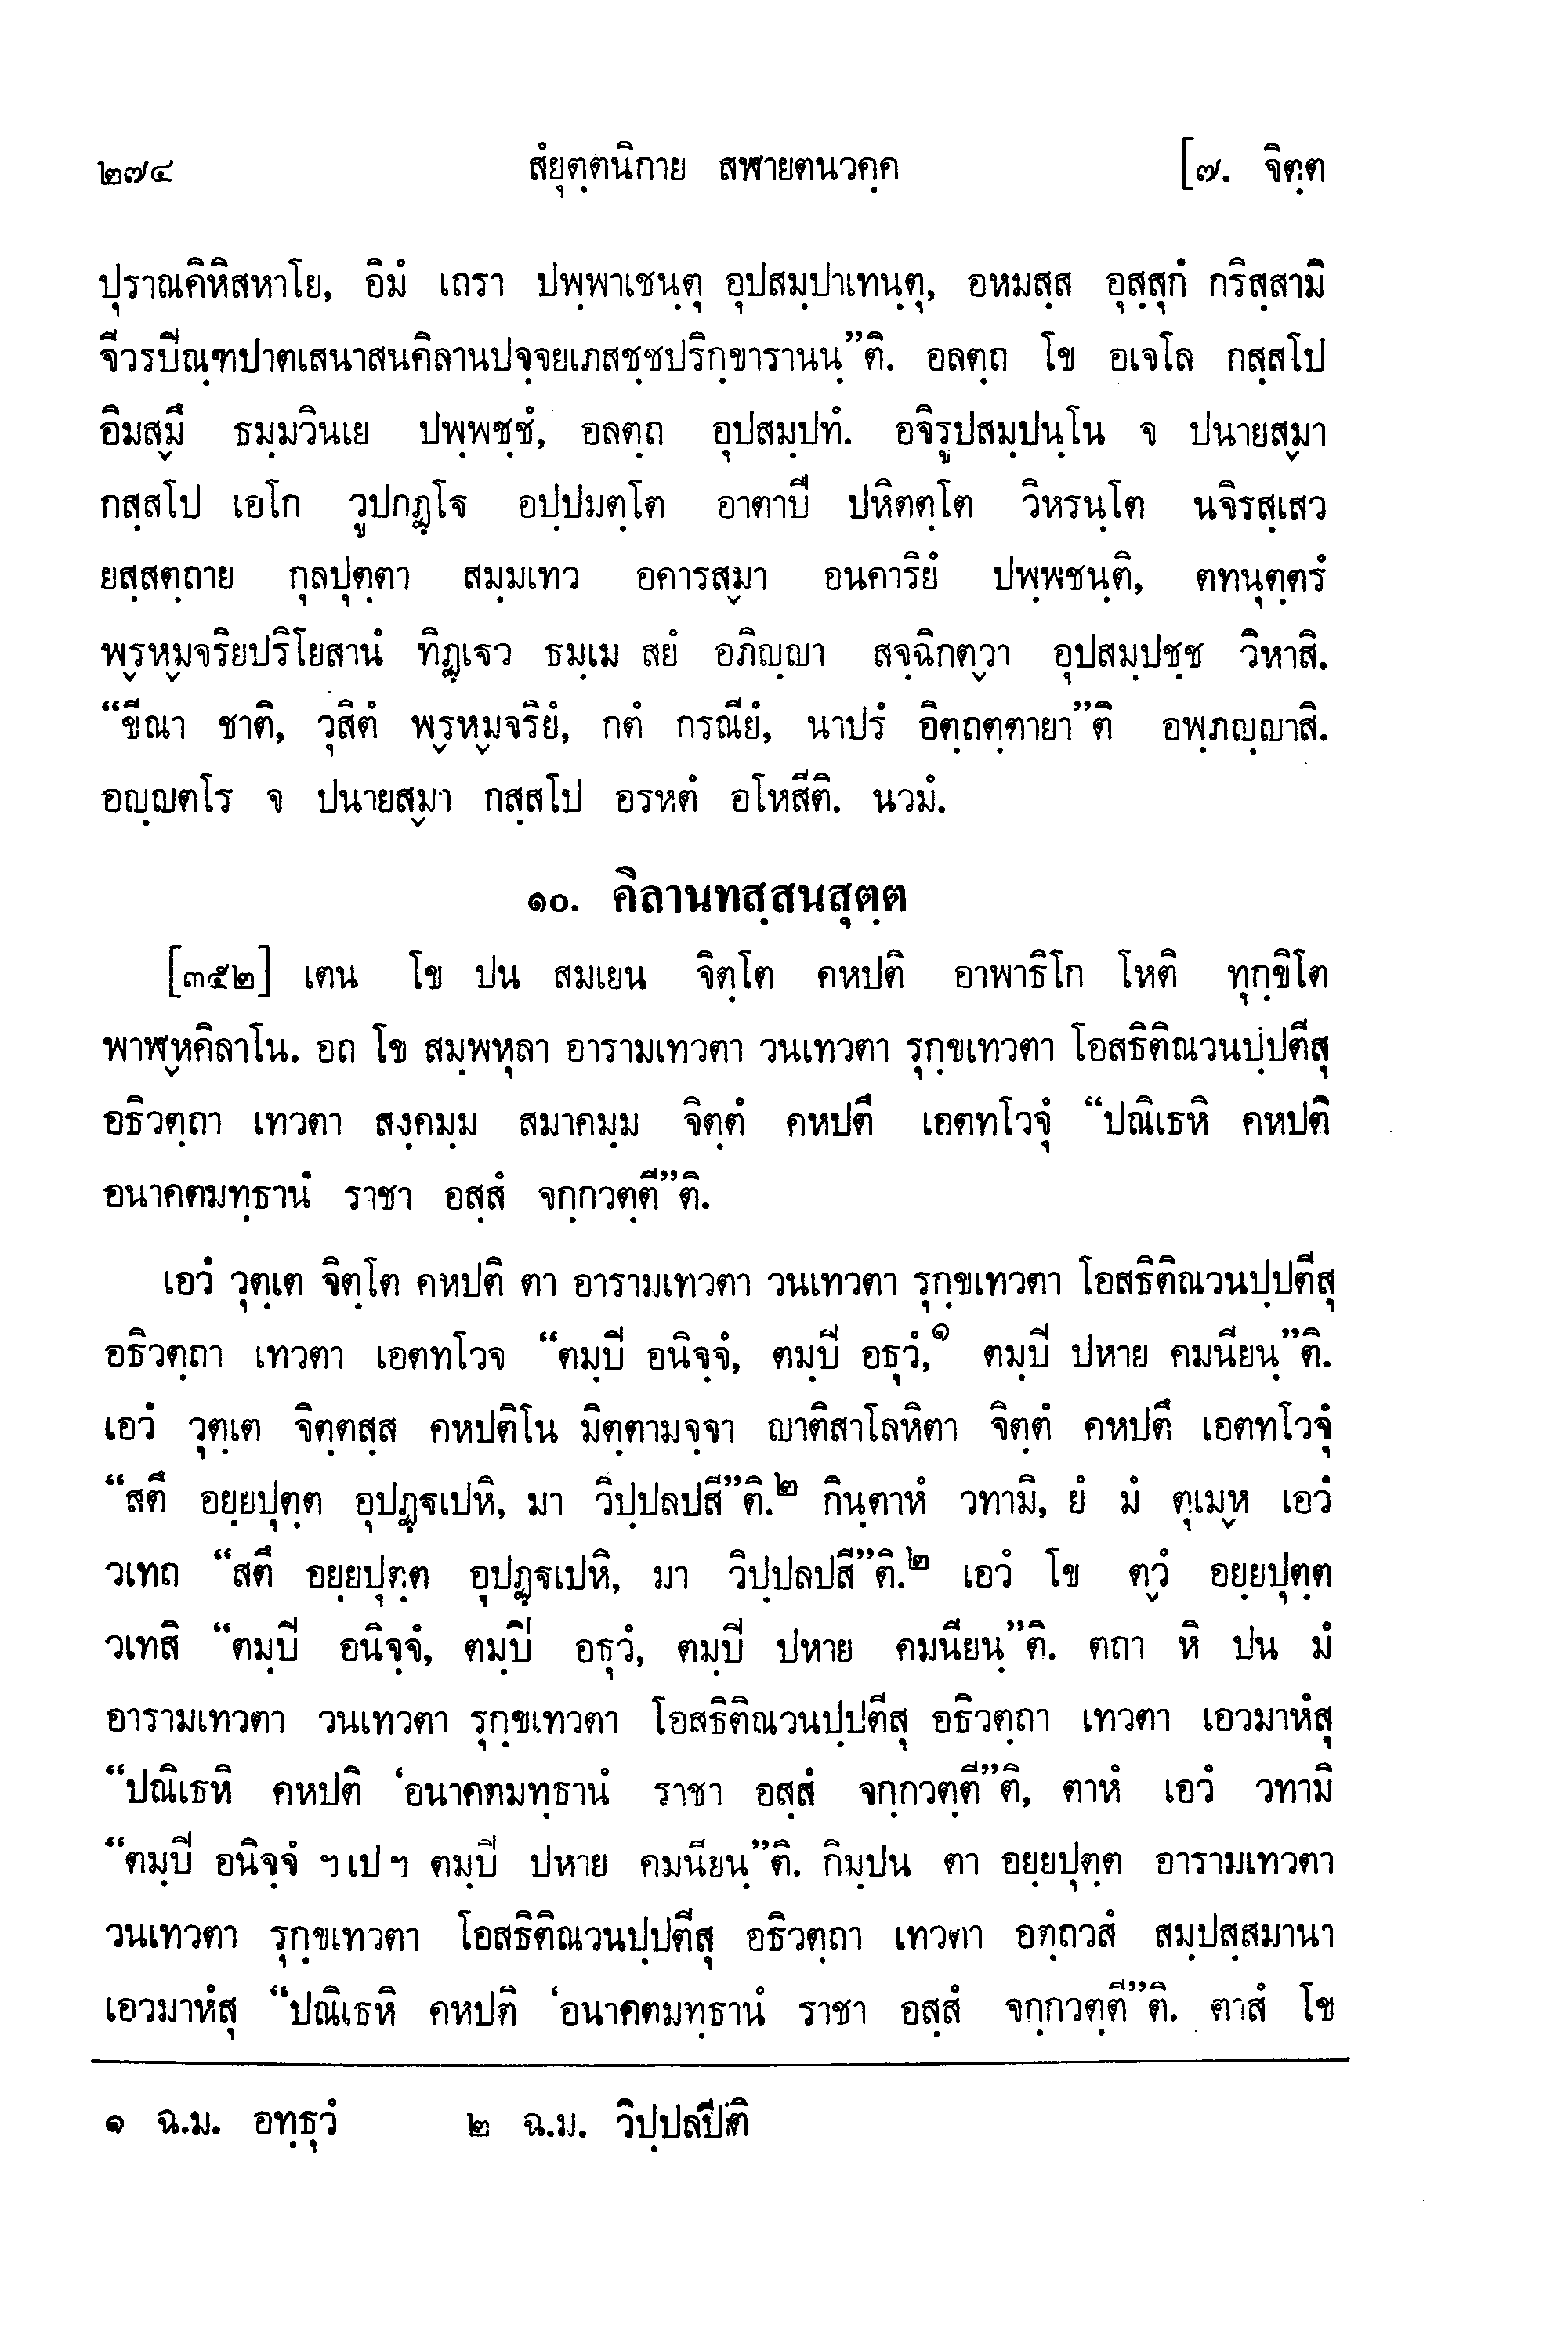 ๒๗๔ สํยุตฺตนิกาย สฬายตนวคฺค [๗. จิตฺต
ปุราณคิหิสหาโย, อิมํ เถรา ปพฺพาเชนฺตุ อุปสมฺปาเทนฺตุ, อหมสฺส อุสฺสุกํ กริสฺสามิ
จีวรปิณฺฑปาตเสนาสนคิลานปจฺจยเภสชฺชปริกฺขารานนฺ”ติ. อลตฺถ โข อเจโล กสฺสโป
อิมสฺมึ ธมฺมวินเย ปพฺพชฺชํ, อลตฺถ อุปสมฺปทํ. อจิรูปสมฺปนฺโน จ ปนายสฺมา
กสฺสโป เอโก วูปกฏฺโฐ อปฺปมตฺโต อาตาปี ปหิตตฺโต วิหรนฺโต นจิรสฺเสว
ยสฺสตฺถาย กุลปุตฺตา สมฺมเทว อคารสฺมา อนคาริยํ ปพฺพชนฺติ, ตทนุตฺตรํ
พฺรหฺมจริยปริโยสานํ ทิฏฺเฐว ธมฺเม สยํ อภิญฺญา สจฺฉิกตฺวา อุปสมฺปชฺช วิหาสิ.
“ขีณา ชาติ, วุสิตํ พฺรหฺมจริยํ, กตํ กรณียํ, นาปรํ อิตฺถตฺตายา”ติ อพฺภญฺญาสิ.
อญฺญตโร จ ปนายสฺมา กสฺสโป อรหตํ อโหสีติ. นวมํ.
๑๐. คิลานทสฺสนสุตฺต
[๓๕๒] เตน โข ปน สมเยน จิตฺโต คหปติ อาพาธิโก โหติ ทุกฺขิโต
พาฬฺหคิลาโน. อถ โข สมฺพหุลา อารามเทวตา วนเทวตา รุกฺขเทวตา โอสธิติณวนปฺปตีสุ
อธิวตฺถา เทวตา สงฺคมฺม สมาคมฺม จิตฺตํ คหปตึ เอตทโวจุํ “ปณิเธหิ คหปติ
อนาคตมทฺธานํ ราชา อสฺสํ จกฺกวตฺตี”ติ.
เอวํ วุตฺเต จิตฺโต คหปติ ตา อารามเทวตา วนเทวตา รุกฺขเทวตา โอสธิติณวนปฺปตีสุ
อธิวตฺถา เทวตา เอตทโวจ “ตมฺปิ อนิจฺจํ, ตมฺปิ อธุวํ,๑ ตมฺปิ ปหาย คมนียนฺ”ติ.
เอวํ วุตฺเต จิตฺตสฺส คหปติโน มิตฺตามจฺจา ญาติสาโลหิตา จิตฺตํ คหปตึ เอตทโวจุํ
“สตึ อยฺยปุตฺต อุปฏฺฐเปหิ, มา วิปฺปลปสี”ติ.๒ กินฺตาหํ วทามิ, ยํ มํ ตุเมฺห เอวํ
วเทถ “สตึ อยฺยปุตฺต อุปฏฺฐเปหิ, มา วิปฺปลปสี”ติ.๒ เอวํ โข ตฺวํ อยฺยปุตฺต
วเทสิ “ตมฺปิ อนิจฺจํ, ตมฺปิ อธุวํ, ตมฺปิ ปหาย คมนียนฺ”ติ. ตถา หิ ปน มํ
อารามเทวตา วนเทวตา รุกฺขเทวตา โอสธิติณวนปฺปตีสุ อธิวตฺถา เทวตา เอวมาหํสุ
“ปณิเธหิ คหปติ ‘อนาคตมทฺธานํ ราชา อสฺสํ จกฺกวตฺตี”ติ, ตาหํ เอวํ วทามิ
“ตมฺปิ อนิจฺจํ ฯ เป ฯ ตมฺปิ ปหาย คมนียนฺ”ติ. กิมฺปน ตา อยฺยปุตฺต อารามเทวตา
วนเทวตา รุกฺขเทวตา โอสธิติณวนปฺปตีสุ อธิวตฺถา เทวตา อตฺถวสํ สมฺปสฺสมานา
เอวมาหํสุ “ปณิเธหิ คหปติ ‘อนาคตมทฺธานํ ราชา อสฺสํ จกฺกวตฺตี”ติ. ตาสํ โข
๑ ฉ.ม. อทฺธุวํ ๒ ฉ.ม. วิปฺปลปีติ